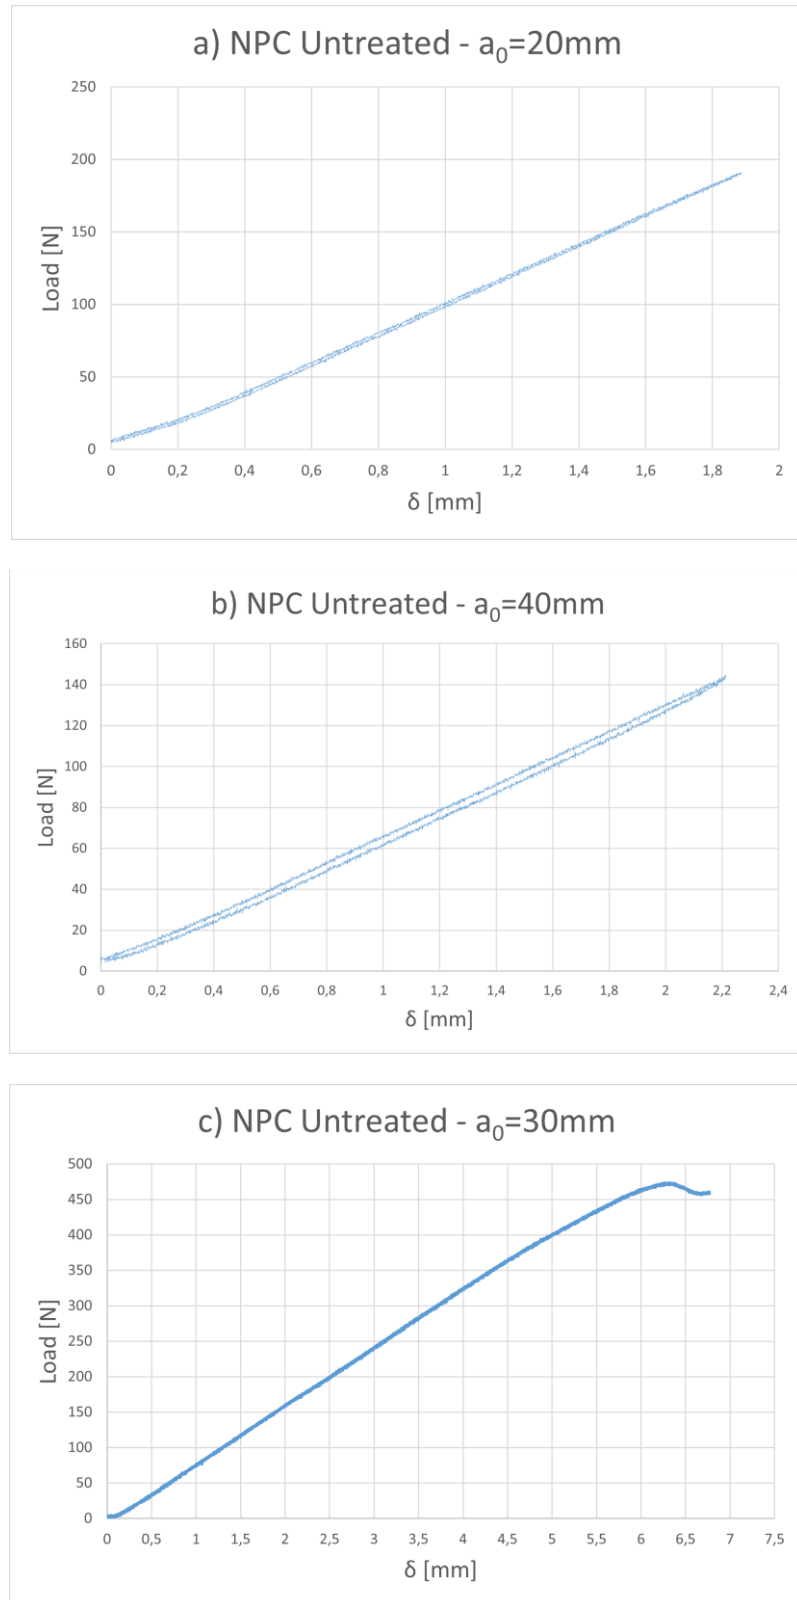 a) NPC Untreated - a₀=20mm
250
200
150
100
50
0
Load [N]
0 0,2 0,4 0,6 0,8 1 1,2 1,4 1,6 1,8 2
δ [mm]
b) NPC Untreated - a₀=40mm
160
140
120
100
80
60
40
20
0
Load [N]
0 0,2 0,4 0,6 0,8 1 1,2 1,4 1,6 1,8 2 2,2 2,4
δ [mm]
c) NPC Untreated - a₀=30mm
500
450
400
350
300
250
200
150
100
50
0
Load [N]
0 0,5 1 1,5 2 2,5 3 3,5 4 4,5 5 5,5 6 6,5 7 7,5
δ [mm]